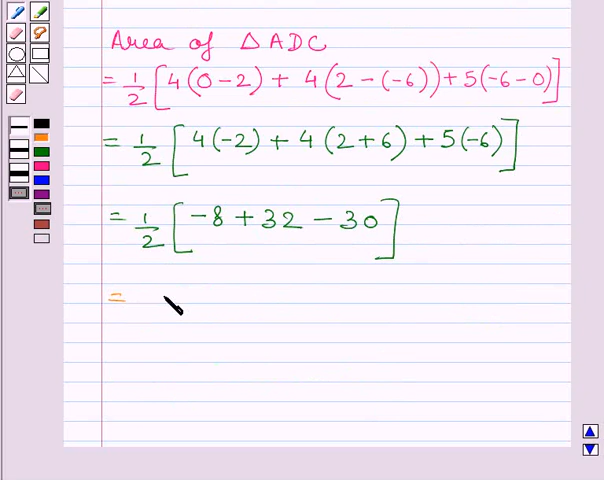 Area of △ADC
= 1/2 [4(0-2) + 4(2-(-6)) + 5(-6-0)]
= 1/2 [4(-2) + 4(2+6) + 5(-6)]
= 1/2 [-8 + 32 - 30]
=